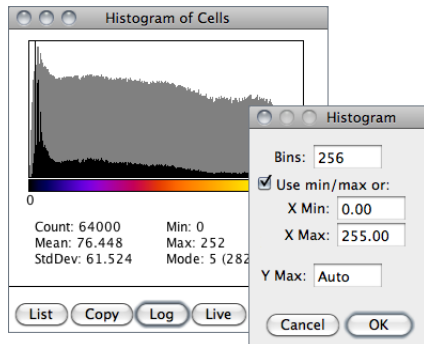 Histogram of Cells
0
Count: 64000 Min: 0
Mean: 76.448 Max: 252
StdDev: 61.524 Mode: 5 (282
List Copy Log Live
Histogram
Bins: 256
Use min/max or:
X Min: 0.00
X Max: 255.00
Y Max: Auto
Cancel OK